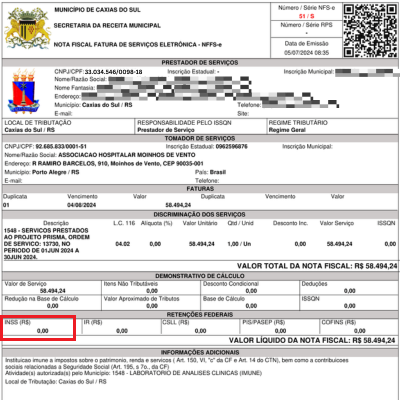 MUNICÍPIO DE CAXIAS DO SUL
SECRETARIA DA RECEITA MUNICIPAL
NOTA FISCAL FATURA DE SERVIÇOS ELETRÔNICA - NFFS-e
Número / Série NFS-e
51 / S
Número / Série RPS
-
Data de Emissão
05/07/2024 08:35
PRESTADOR DE SERVIÇOS
CNPJ/CPF: 33.034.546/0098-18 Inscrição Estadual: - Inscrição Municipal:
Nome/Razão Social:
Nome Fantasia:
Endereço:
Município: Caxias do Sul / RS Telefone:
E-mail: Site:
LOCAL DE TRIBUTAÇÃO RESPONSABILIDADE PELO ISSQN REGIME TRIBUTÁRIO
Caxias do Sul / RS Prestador de Serviço Regime Geral
TOMADOR DE SERVIÇOS
CNPJ/CPF: 92.685.833/0001-51 Inscrição Estadual: 0962596876
Nome/Razão Social: ASSOCIACAO HOSPITALAR MOINHOS DE VENTO
Endereço: R RAMIRO BARCELOS, 910, Moinhos de Vento, CEP 90035-001
Município: Porto Alegre / RS País: Brasil
E-mail: Telefone:
FATURAS
Duplicata Vencimento Valor Duplicata Vencimento Valor
01 04/08/2024 58.494,24
DISCRIMINAÇÃO DOS SERVIÇOS
Descrição L.C. 116 Alíquota (%) Valor Unitário Qtd / Unid Desconto Inc. Valor Serviço ISSQN
1548 - SERVIÇOS PRESTADOS
AO PROJETO PRISMA, ORDEM
DE SERVICO: 13730, NO
PERIODO DE 01JUN 2024 A
30JUN 2024.
04.02 0,00 58.494,24 1,00 / Un 0,00 58.494,24 0,00
VALOR TOTAL DA NOTA FISCAL: R$ 58.494,24
DEMONSTRATIVO DE CÁLCULO
Valor de Serviço Itens Não Tributáveis Desconto Condicional Deduções
58.494,24 0,00 0,00 0,00
Redução na Base de Cálculo Valor Aproximado de Tributos Base de Cálculo ISSQN
0,00 0,00 0,00 0,00
RETENÇÕES FEDERAIS
INSS (R$) IR (R$) CSLL (R$) PIS/PASEP (R$) COFINS (R$)
0,00 0,00 0,00 0,00 0,00
VALOR LÍQUIDO DA NOTA FISCAL: R$ 58.494,24
INFORMAÇÕES ADICIONAIS
Instituicao imune a impostos sobre o patrimonio, renda e servicos ( Art. 150, VI, "c" da CF e Art. 14 do CTN), bem como a contribuicoes
sociais relacionadas a Seguridade Social (Art. 195, s 7o., da CF)
Atividade(s) autorizada(s) pelo Município: 1548 - LABORATORIO DE ANALISES CLINICAS (IMUNE)
Local de Tributação: Caxias do Sul / RS